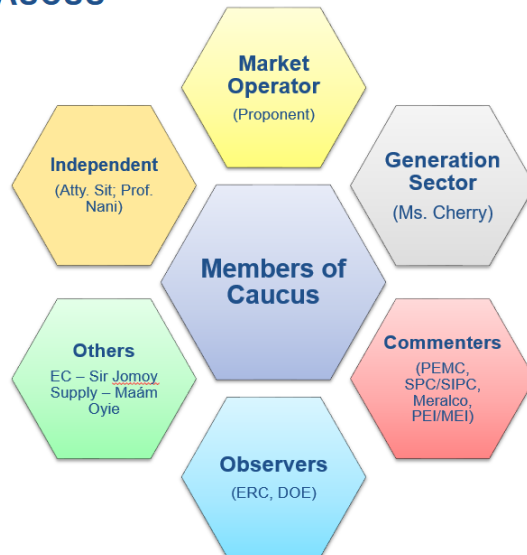 Market
Operator
(Proponent)
Independent
(Atty. Sit; Prof.
Nani)
Generation
Sector
(Ms. Cherry)
Members of
Caucus
Others
EC – Sir Jomoy
Supply – Maám
Oyie
Commenters
(PEMC,
SPC/SIPC,
Meralco,
PEI/MEI)
Observers
(ERC, DOE)